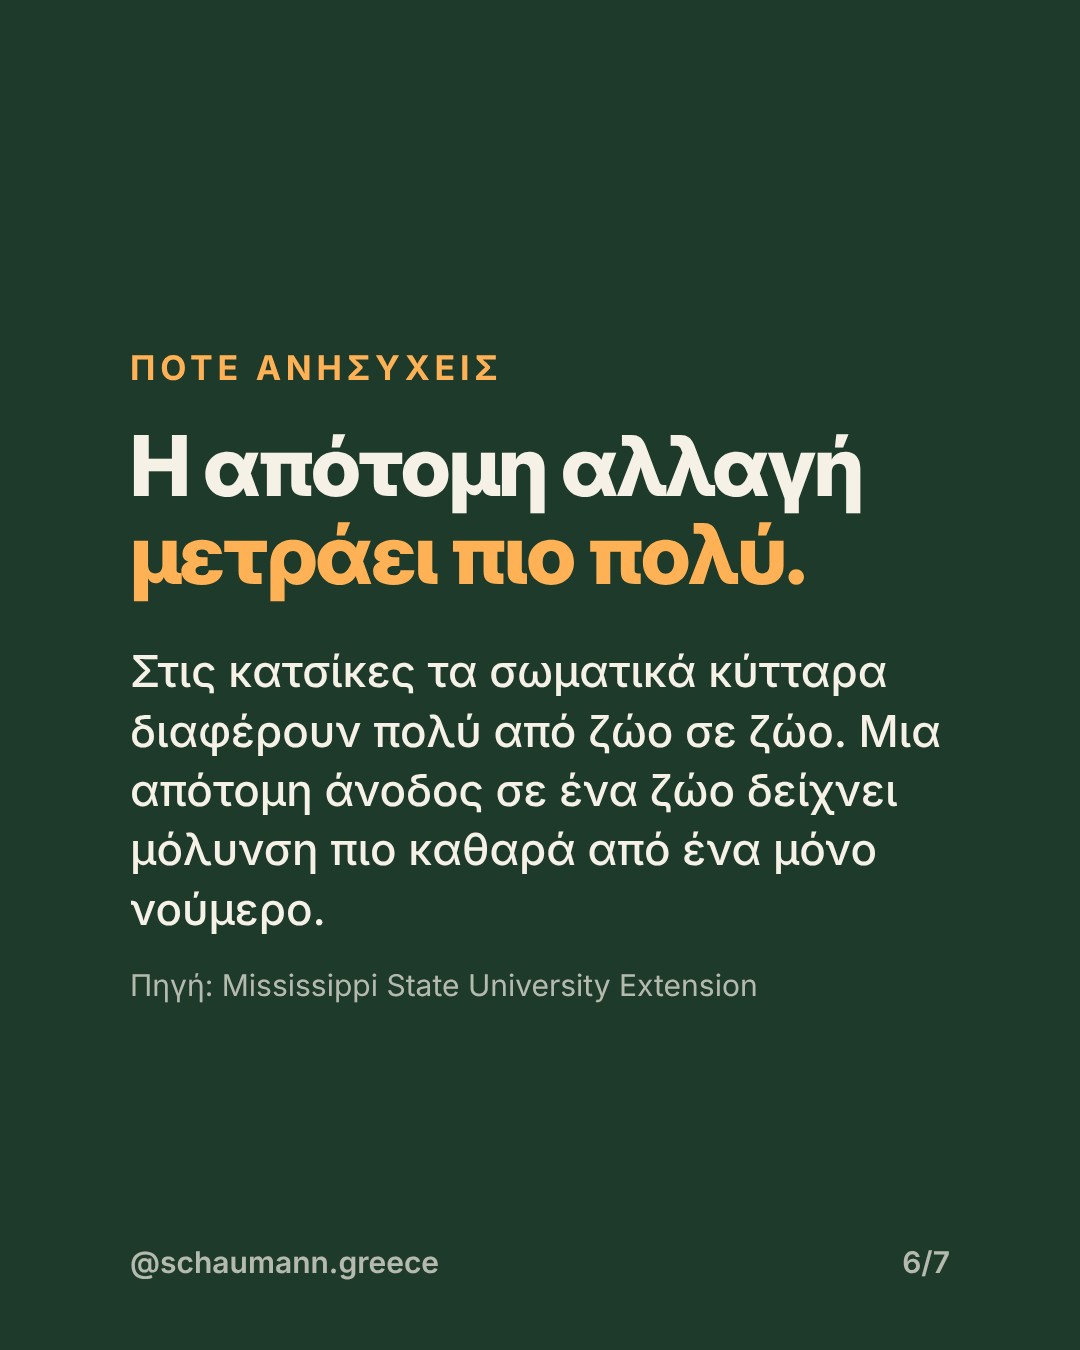 ΠΟΤΕ ΑΝΗΣΥΧΕΙΣ
Η απότομη αλλαγή
μετράει πιο πολύ.
Στις κατσίκες τα σωματικά κύτταρα
διαφέρουν πολύ από ζώο σε ζώο. Μια
απότομη άνοδος σε ένα ζώο δείχνει
μόλυνση πιο καθαρά από ένα μόνο
νούμερο.
Πηγή: Mississippi State University Extension
@schaumann.greece
6/7